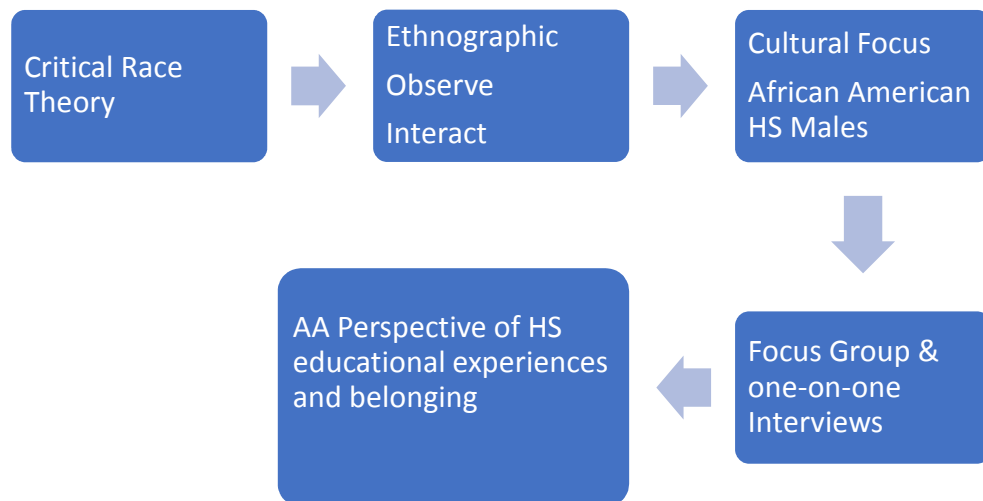 Critical Race
Theory
Ethnographic
Observe
Interact
Cultural Focus
African American
HS Males
Focus Group &
one-on-one
Interviews
AA Perspective of HS
educational experiences
and belonging